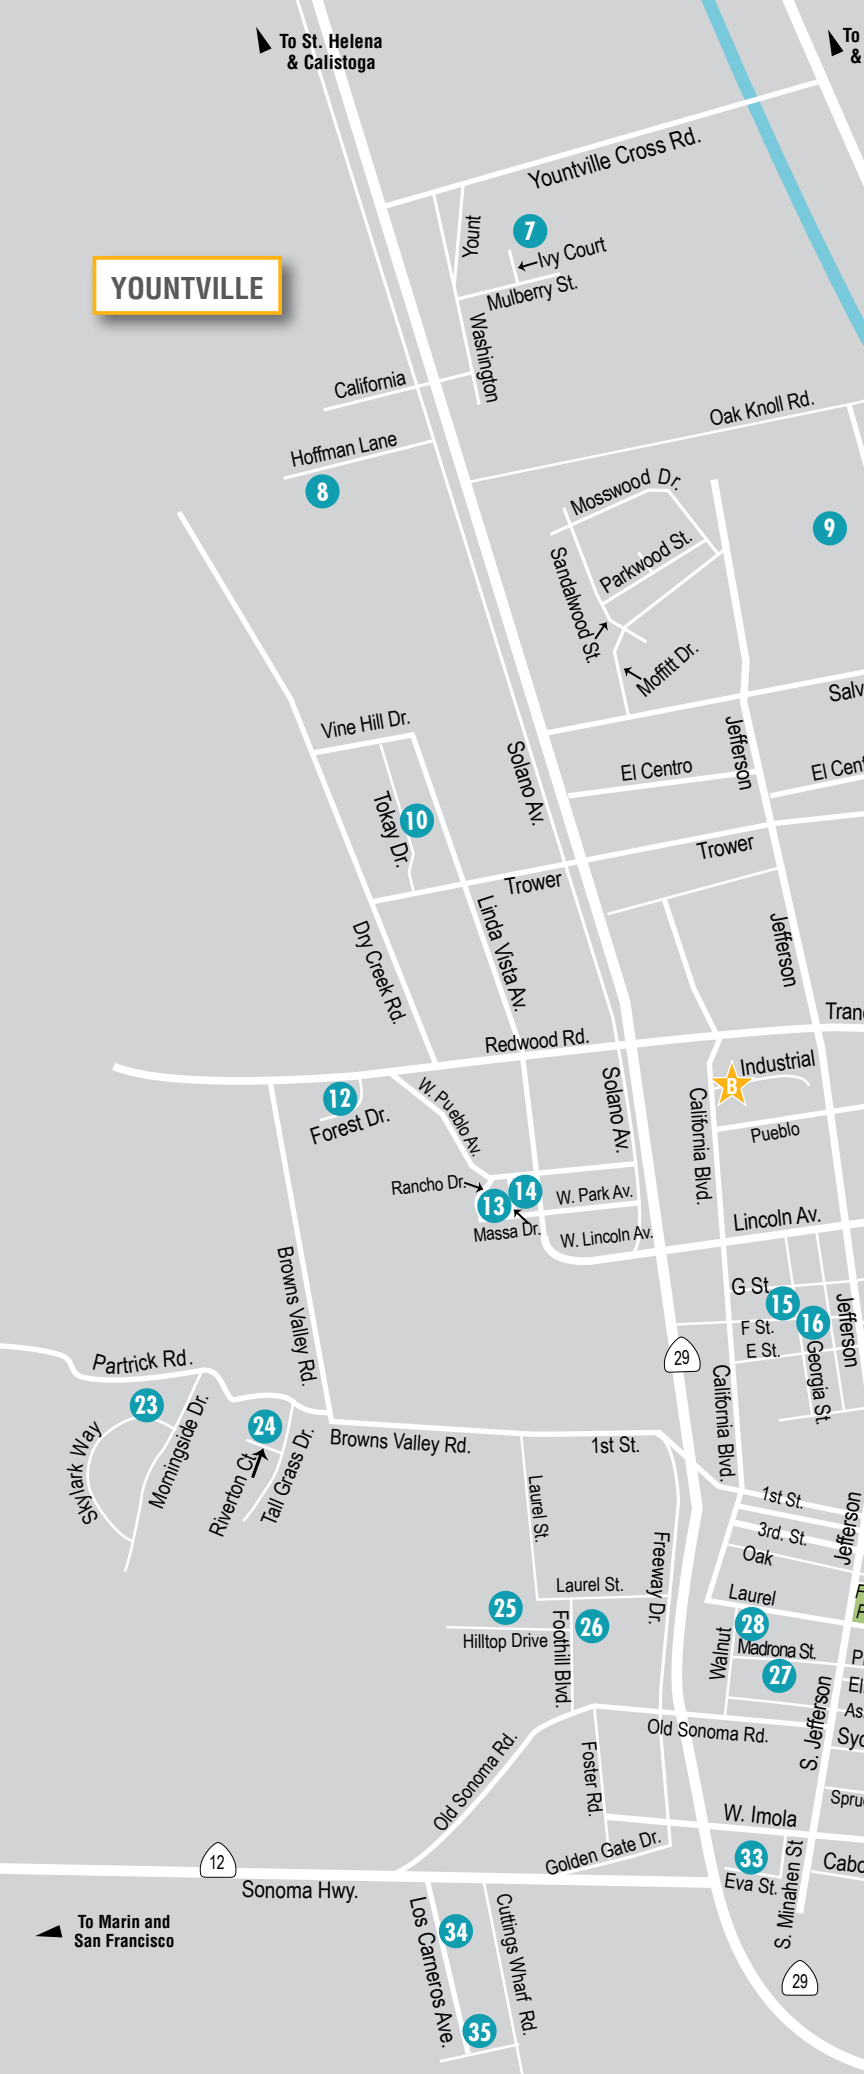 To St. Helena
& Calistoga
To
&
Yountville Cross Rd.
Yount
7
Ivy Court
Mulberry St.
YOUNTVILLE
Washington
California
Oak Knoll Rd.
Hoffman Lane
8
Mosswood Dr.
9
Parkwood St.
Sandalwood St.
Moffitt Dr.
Salv
Vine Hill Dr.
Solano Av.
Jefferson
El Centro
El Cent
Tokay Dr.
10
Trower
Trower
Linda Vista Av.
Dry Creek Rd.
Jefferson
Tran
Redwood Rd.
Industrial
B
12
Forest Dr.
W. Pueblo Av.
Solano Av.
California Blvd.
Pueblo
Rancho Dr.
14
13
W. Park Av.
Massa Dr.
W. Lincoln Av.
Lincoln Av.
Browns Valley Rd.
G St.
15
16
F St.
E St.
Jefferson
Georgia St.
29
Partrick Rd.
23
California Blvd.
Skylark Way
Morningside Dr.
24
Riverton Ct.
Tall Grass Dr.
Browns Valley Rd.
1st St.
Laurel St.
1st St.
3rd. St.
Oak
Jefferson
Freeway Dr.
Laurel St.
Laurel
25
26
28
Hilltop Drive
Foothill Blvd.
Walnut
Madrona St.
27
P
El
As
Syc
S. Jefferson
Old Sonoma Rd.
Old Sonoma Rd.
Foster Rd.
Spru
W. Imola
Golden Gate Dr.
33
Eva St.
S. Minahen St
Cabo
12
Sonoma Hwy.
To Marin and
San Francisco
Los Carneros Ave.
34
Cuttings Wharf Rd.
35
29